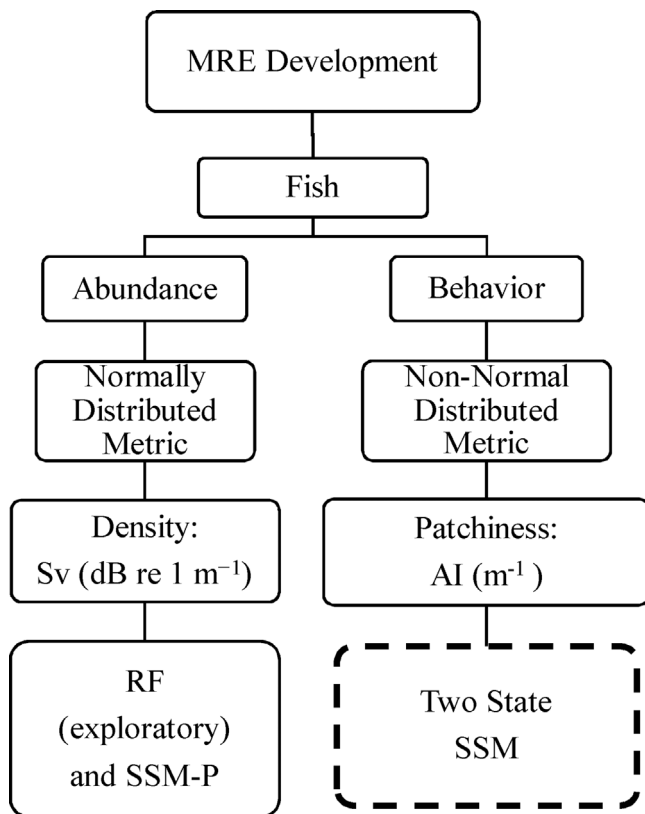 MRE Development
Fish
Abundance
Behavior
Normally
Distributed
Metric
Non-Normal
Distributed
Metric
Density:
Sv (dB re 1 m⁻¹)
Patchiness:
AI (m⁻¹ )
RF
(exploratory)
and SSM-P
Two State
SSM